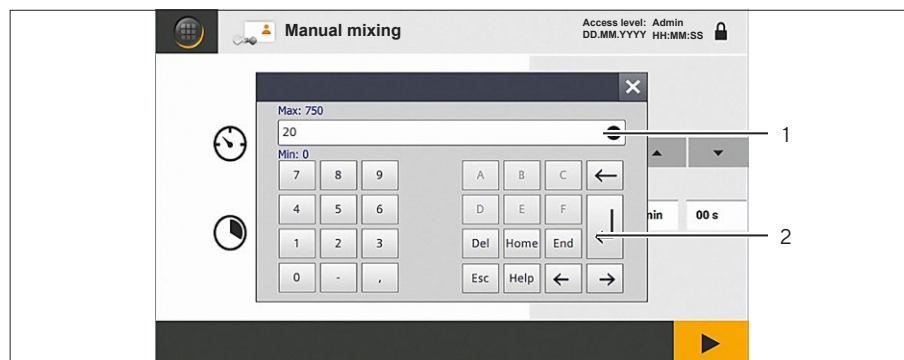 Manual mixing
Access level: Admin
DD.MM.YYYY HH:MM:SS
Max: 750
20
1
Min: 0
7 8 9 A B C ←
4 5 6 D E F
min 00 s
1 2 3 Del Home End
2
0 - , Esc Help ← →